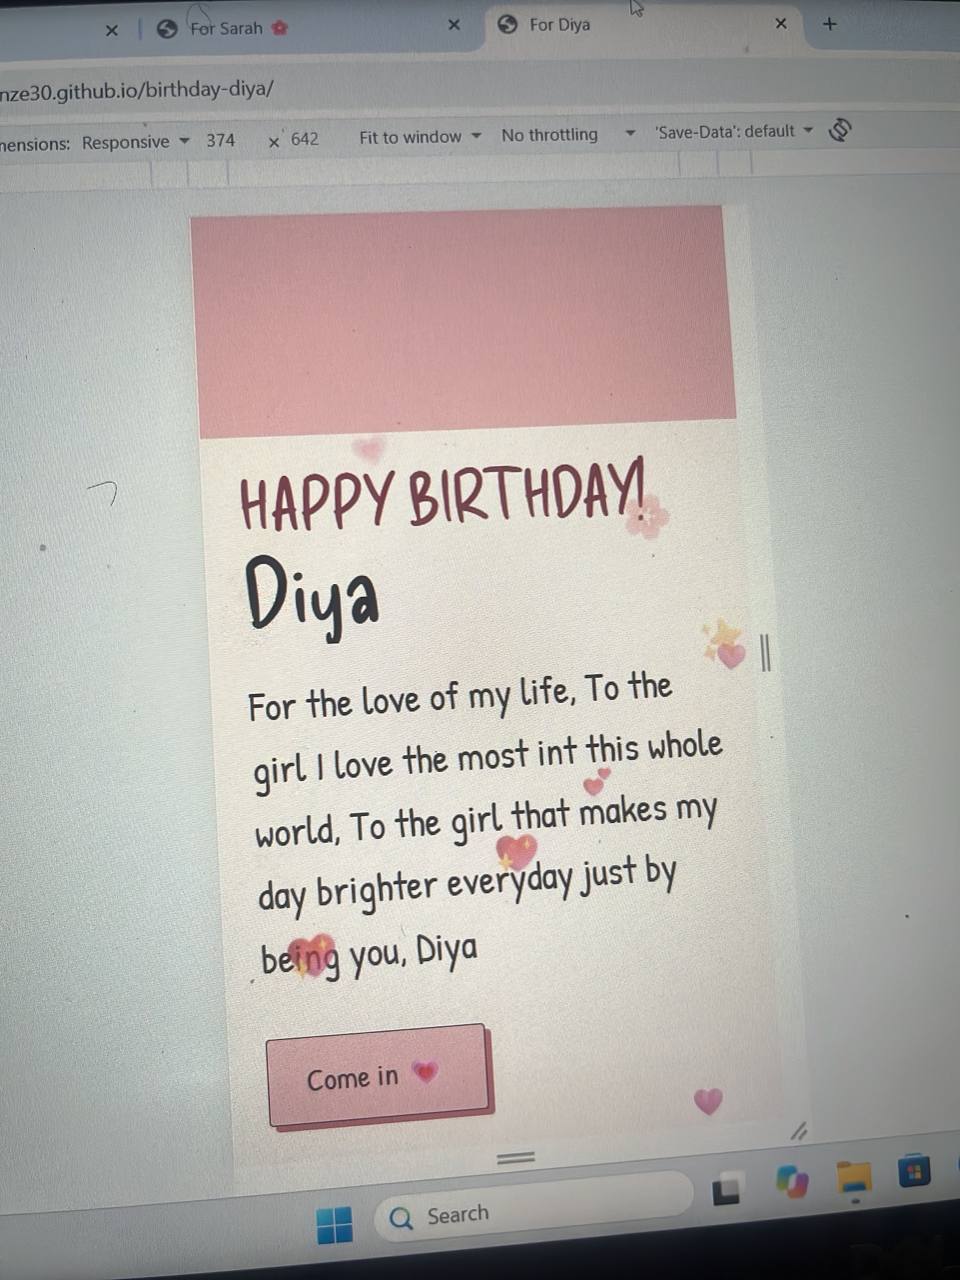 For Sarah
For Diya
nze30.github.io/birthday-diya/
mensions: Responsive 374 × 642 Fit to window No throttling 'Save-Data': default
HAPPY BIRTHDAY!
Diya
For the love of my life, To the
girl I love the most int this whole
world, To the girl that makes my
day brighter everyday just by
being you, Diya
Come in
Search